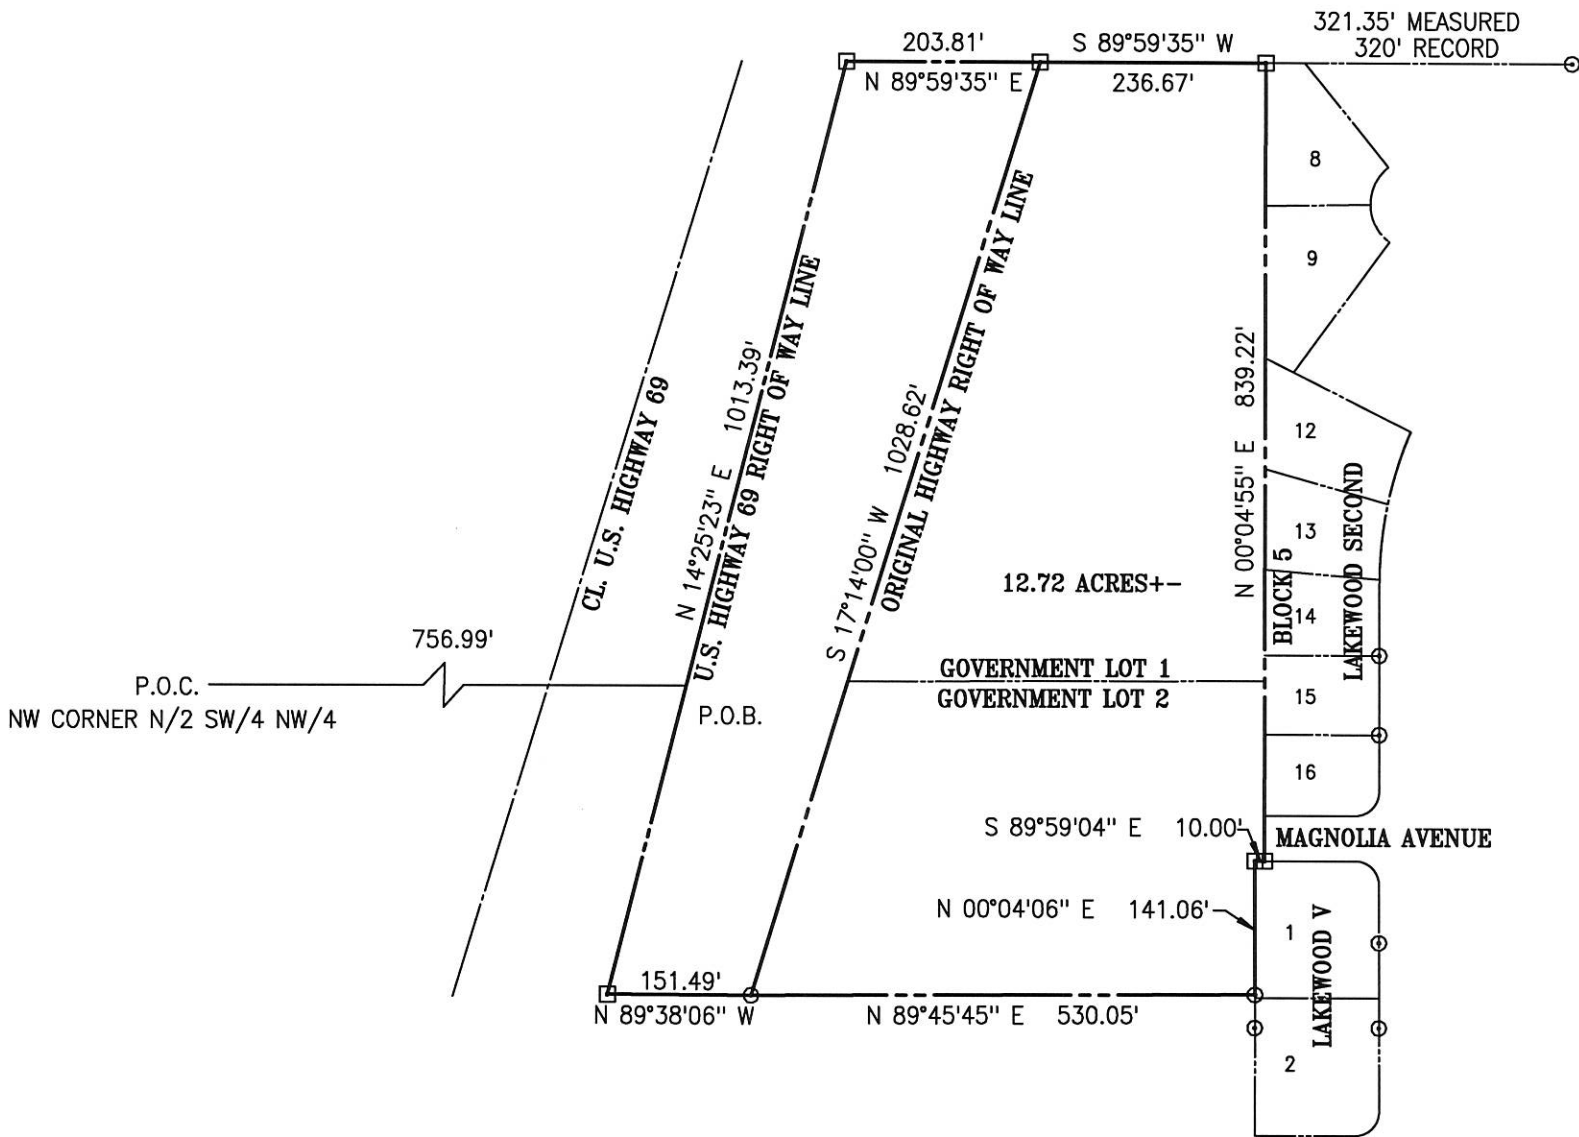 321.35' MEASURED
320' RECORD
203.81'
S 89°59'35" W
N 89°59'35" E
236.67'
8
9
12
13
14
15
16
BLOCK 5
LAKEWOOD SECOND
N 00°04'55" E 839.22'
CL. U.S. HIGHWAY 69
N 14°25'23" E 1013.39'
U.S. HIGHWAY 69 RIGHT OF WAY LINE
S 17°14'00" W 1028.62'
ORIGINAL HIGHWAY RIGHT OF WAY LINE
12.72 ACRES+-
756.99'
P.O.C.
NW CORNER N/2 SW/4 NW/4
P.O.B.
GOVERNMENT LOT 1
GOVERNMENT LOT 2
S 89°59'04" E 10.00'
MAGNOLIA AVENUE
N 00°04'06" E 141.06'
1
LAKEWOOD V
2
151.49'
N 89°38'06" W
N 89°45'45" E 530.05'